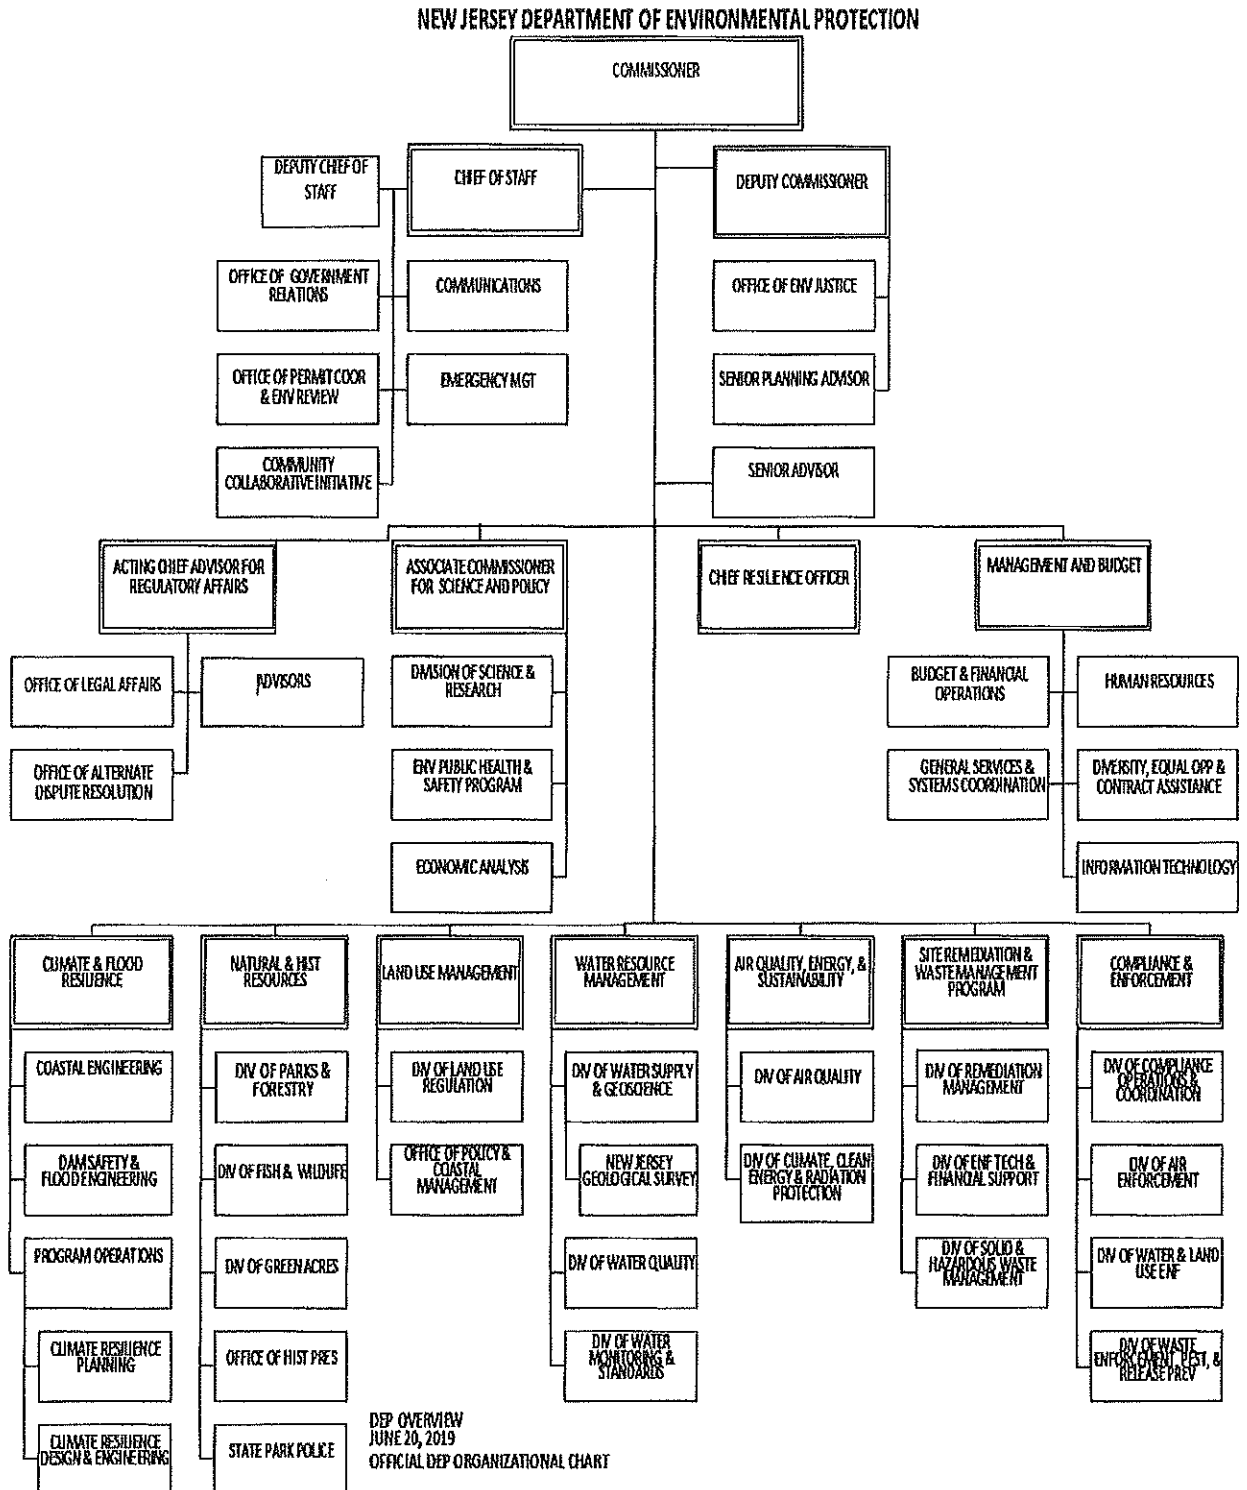 NEW JERSEY DEPARTMENT OF ENVIRONMENTAL PROTECTION
COMMISSIONER
DEPUTY CHIEF OF
STAFF
CHIEF OF STAFF
DEPUTY COMMISSIONER
OFFICE OF GOVERNMENT
RELATIONS
COMMUNICATIONS
OFFICE OF ENV JUSTICE
OFFICE OF PERMIT COOR
& ENV REVIEW
EMERGENCY MGT
SENIOR PLANNING ADVISOR
COMMUNITY
COLLABORATIVE INITIATIVE
SENIOR ADVISOR
ACTING CHIEF ADVISOR FOR
REGULATORY AFFAIRS
ASSOCIATE COMMISSIONER
FOR SCIENCE AND POLICY
CHIEF RESILIENCE OFFICER
MANAGEMENT AND BUDGET
OFFICE OF LEGAL AFFAIRS
ADVISORS
DIVISION OF SCIENCE &
RESEARCH
BUDGET & FINANCIAL
OPERATIONS
HUMAN RESOURCES
OFFICE OF ALTERNATE
DISPUTE RESOLUTION
ENV PUBLIC HEALTH &
SAFETY PROGRAM
GENERAL SERVICES &
SYSTEMS COORDINATION
DIVERSITY, EQUAL OPP &
CONTRACT ASSISTANCE
ECONOMIC ANALYSIS
INFORMATION TECHNOLOGY
CLIMATE & FLOOD
RESILIENCE
NATURAL & HIST
RESOURCES
LAND USE MANAGEMENT
WATER RESOURCE
MANAGEMENT
AIR QUALITY, ENERGY, &
SUSTAINABILITY
SITE REMEDIATION &
WASTE MANAGEMENT
PROGRAM
COMPLIANCE &
ENFORCEMENT
COASTAL ENGINEERING
DIV OF PARKS &
FORESTRY
DIV OF LAND USE
REGULATION
DIV OF WATER SUPPLY
& GEOSCIENCE
DIV OF AIR QUALITY
DIV OF REMEDIATION
MANAGEMENT
DIV OF COMPLIANCE
OPERATIONS &
COORDINATION
DAM SAFETY &
FLOOD ENGINEERING
DIV OF FISH & WILDLIFE
OFFICE OF POLICY &
COASTAL
MANAGEMENT
NEW JERSEY
GEOLOGICAL SURVEY
DIV OF CLIMATE, CLEAN
ENERGY & RADIATION
PROTECTION
DIV OF ENF TECH &
FINANCIAL SUPPORT
DIV OF AIR
ENFORCEMENT
PROGRAM OPERATIONS
DIV OF GREEN ACRES
DIV OF WATER QUALITY
DIV OF SOLID &
HAZARDOUS WASTE
MANAGEMENT
DIV OF WATER & LAND
USE ENF
CLIMATE RESILIENCE
PLANNING
OFFICE OF HIST PRES
DIV OF WATER
MONITORING &
STANDARDS
DIV OF WASTE
ENFORCEMENT, PEST, &
RELEASE PREV
CLIMATE RESILIENCE
DESIGN & ENGINEERING
STATE PARK POLICE
DEP OVERVIEW
JUNE 20, 2019
OFFICIAL DEP ORGANIZATIONAL CHART